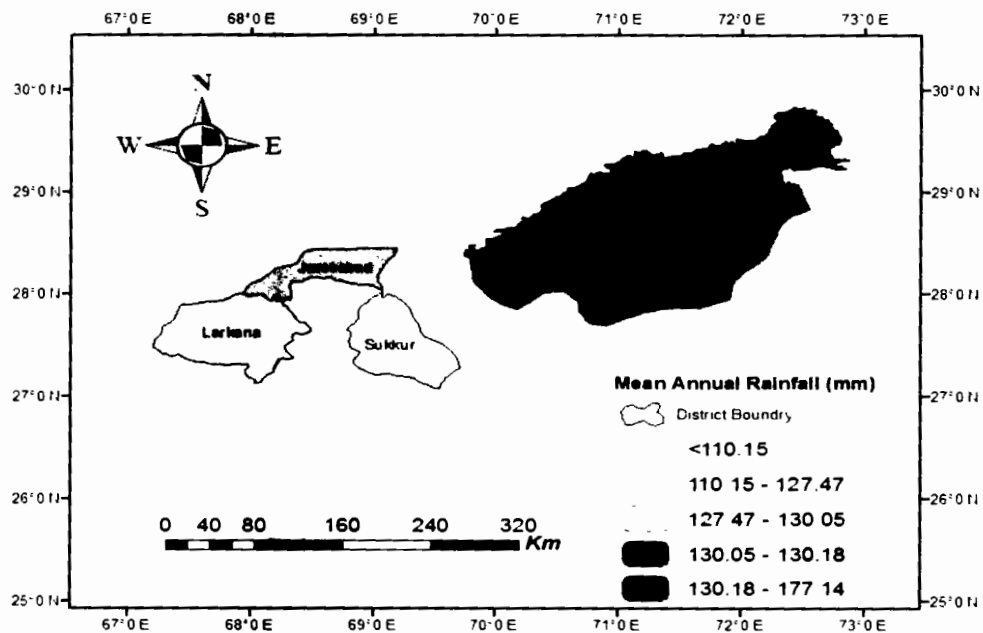 67°0'E 68°0'E 69°0'E 70°0'E 71°0'E 72°0'E 73°0'E
30°0'N 30°0'N
N
W E
S
29°0'N 29°0'N
28°0'N 28°0'N
Larkana
Sukkur
27°0'N 27°0'N
Mean Annual Rainfall (mm)
District Boundry
<110.15
110 15 - 127.47
26°0'N 26°0'N
127 47 - 130 05
0 40 80 160 240 320
Km
130.05 - 130.18
130.18 - 177 14
25°0'N 25°0'N
67°0'E 68°0'E 69°0'E 70°0'E 71°0'E 72°0'E 73°0'E